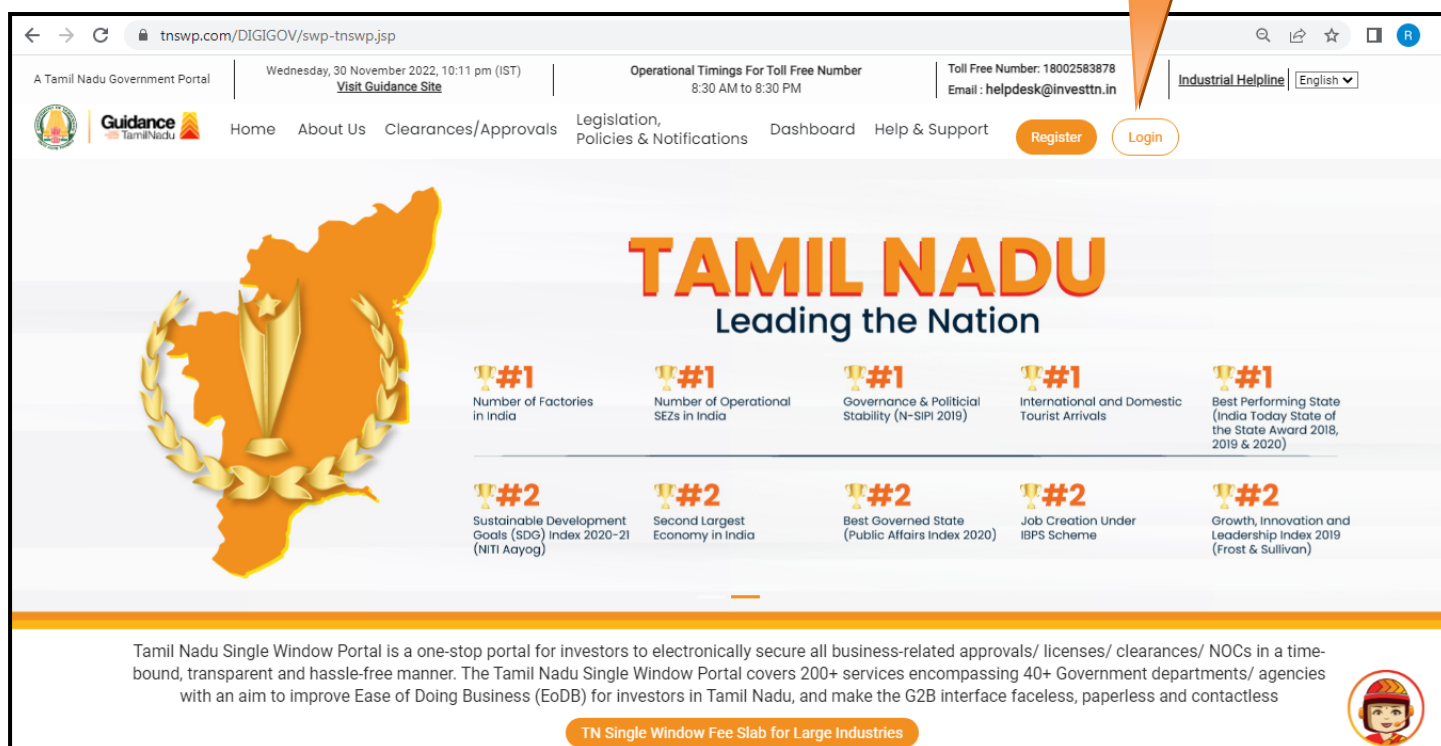 tnswp.com/DIGIGOV/swp-tnswp.jsp
R
A Tamil Nadu Government Portal
Wednesday, 30 November 2022, 10:11 pm (IST)
Visit Guidance Site
Operational Timings For Toll Free Number
8:30 AM to 8:30 PM
Toll Free Number: 18002583878
Email : helpdesk@investtn.in
Industrial Helpline
English
Guidance
TamilNadu
Home
About Us
Clearances/Approvals
Legislation,
Policies & Notifications
Dashboard
Help & Support
Register
Login
TAMIL NADU
Leading the Nation
#1
Number of Factories
in India
#1
Number of Operational
SEZs in India
#1
Governance & Politicial
Stability (N-SIPI 2019)
#1
International and Domestic
Tourist Arrivals
#1
Best Performing State
(India Today State of
the State Award 2018,
2019 & 2020)
#2
Sustainable Development
Goals (SDG) Index 2020-21
(NITI Aayog)
#2
Second Largest
Economy in India
#2
Best Governed State
(Public Affairs Index 2020)
#2
Job Creation Under
IBPS Scheme
#2
Growth, Innovation and
Leadership Index 2019
(Frost & Sullivan)
Tamil Nadu Single Window Portal is a one-stop portal for investors to electronically secure all business-related approvals/ licenses/ clearances/ NOCs in a time-
bound, transparent and hassle-free manner. The Tamil Nadu Single Window Portal covers 200+ services encompassing 40+ Government departments/ agencies
with an aim to improve Ease of Doing Business (EoDB) for investors in Tamil Nadu, and make the G2B interface faceless, paperless and contactless
TN Single Window Fee Slab for Large Industries